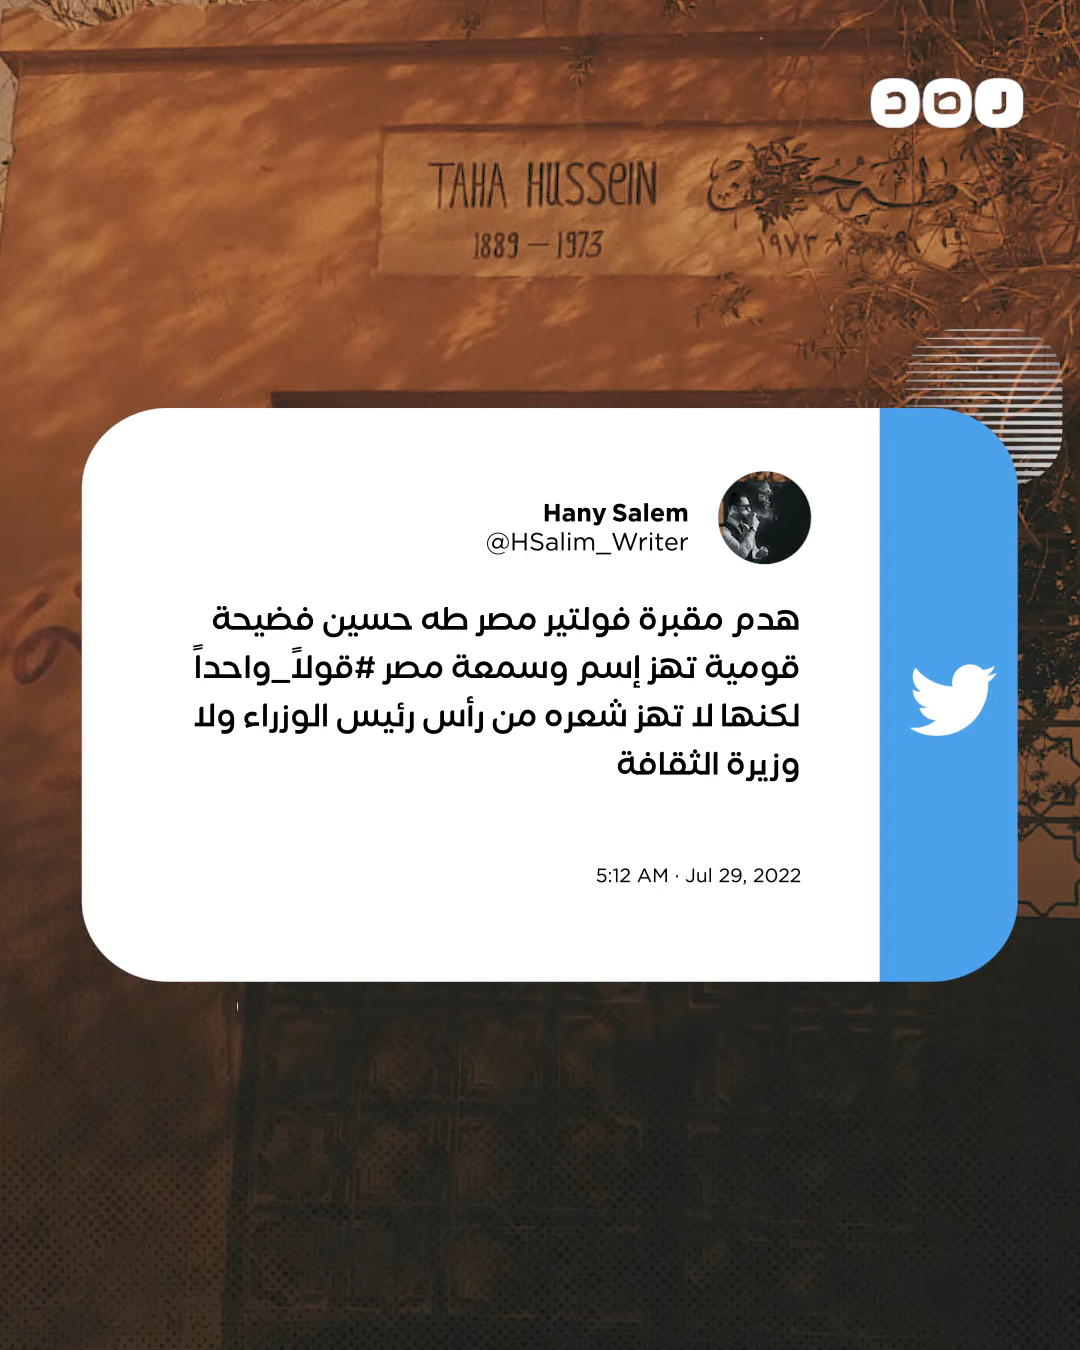 رصد
TAHA HUSSEIN
1889 – 1973
Hany Salem
@HSalim_Writer
هدم مقبرة فولتير مصر طه حسين فضيحة
قومية تهز إسم وسمعة مصر #قولاً_واحداً
لكنها لا تهز شعره من رأس رئيس الوزراء ولا
وزيرة الثقافة
5:12 AM · Jul 29, 2022